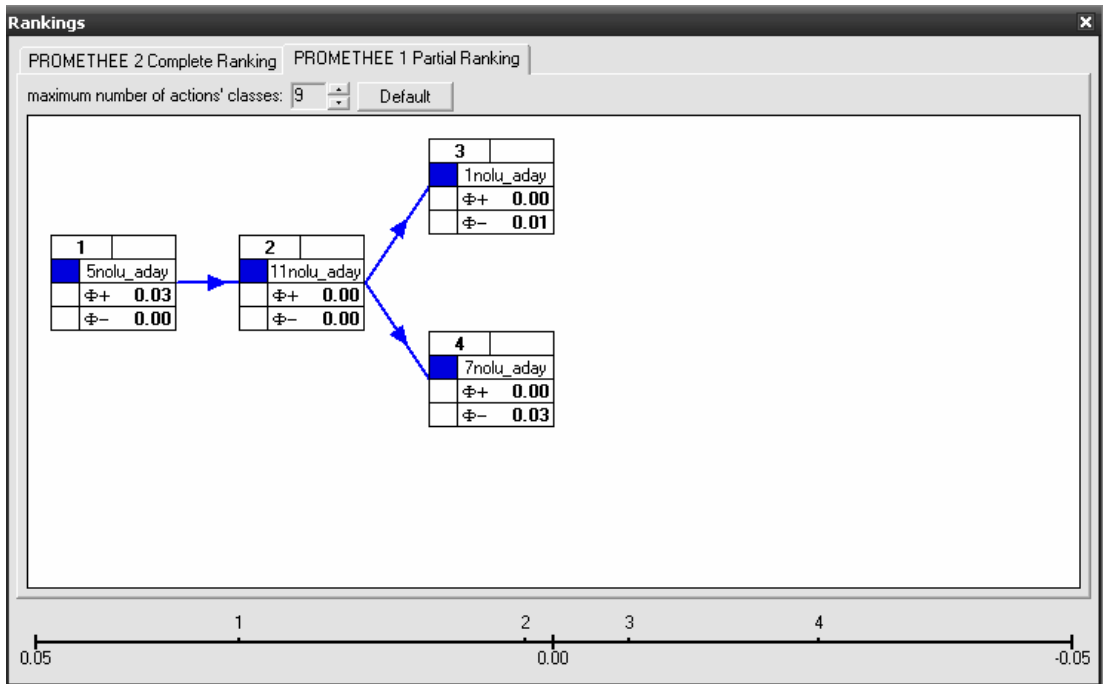 Rankings
PROMETHEE 2 Complete Ranking PROMETHEE 1 Partial Ranking
maximum number of actions' classes: 9 Default
3
1nolu_aday
Φ+ 0.00
Φ− 0.01
1
5nolu_aday
Φ+ 0.03
Φ− 0.00
2
11nolu_aday
Φ+ 0.00
Φ− 0.00
4
7nolu_aday
Φ+ 0.00
Φ− 0.03
1 2 3 4
0.05 0.00 -0.05